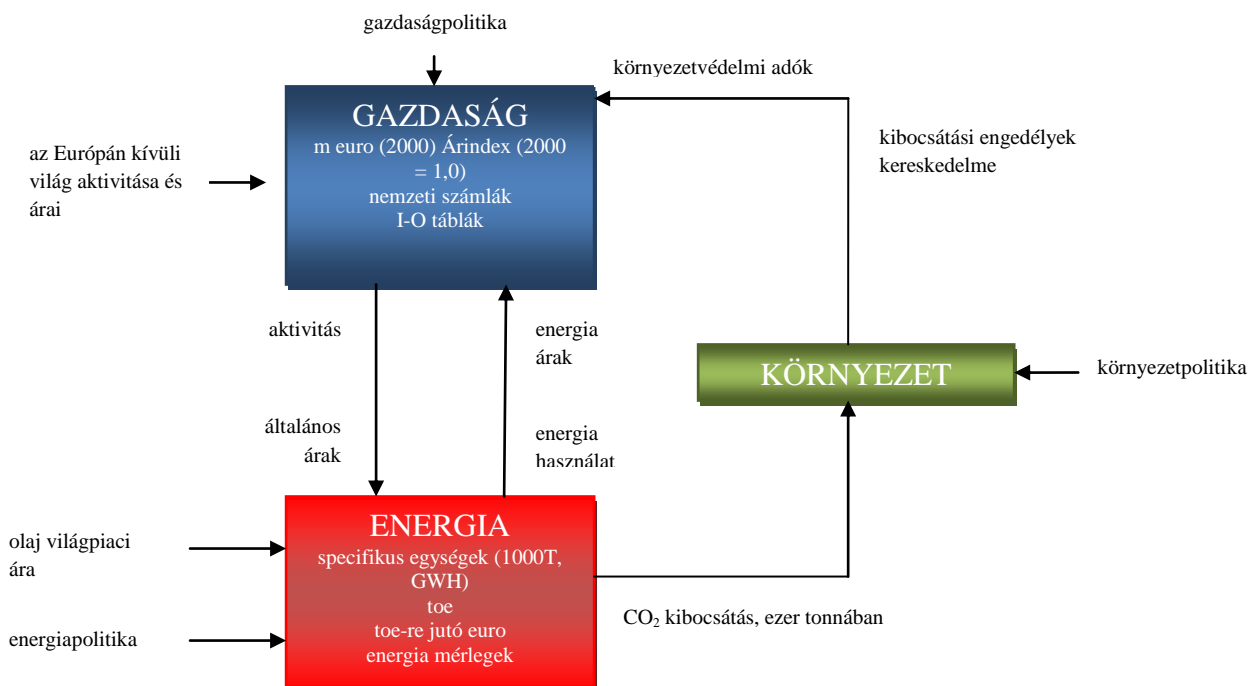 gazdaságpolitika
környezetvédelmi adók
GAZDASÁG
m euro (2000) Árindex (2000
= 1,0)
nemzeti számlák
I-O táblák
az Európán kívüli
világ aktivitása és
árai
kibocsátási engedélyek
kereskedelme
aktivitás
energia
árak
KÖRNYEZET
környezetpolitika
általános
árak
energia
használat
ENERGIA
specifikus egységek (1000T,
GWH)
toe
toe-re jutó euro
energia mérlegek
olaj világpiaci
ára
energiapolitika
CO₂ kibocsátás, ezer tonnában